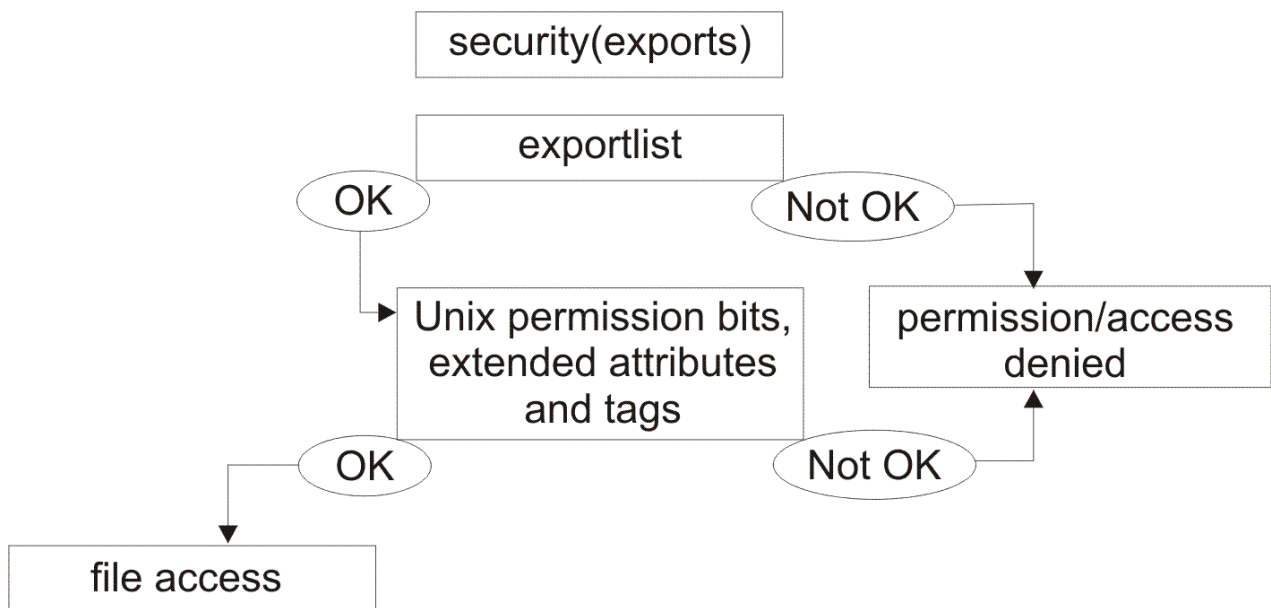 security(exports)
exportlist
OK
Not OK
Unix permission bits,
extended attributes
and tags
permission/access
denied
OK
Not OK
file access